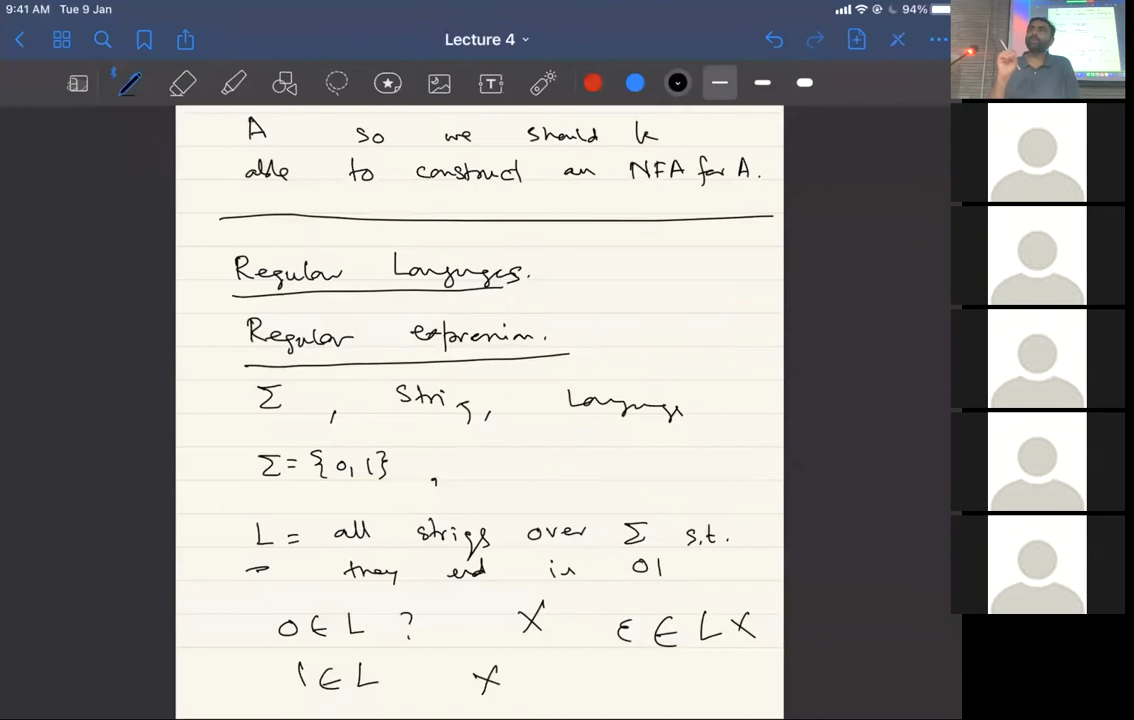 9:41 AM Tue 9 Jan 94%
Lecture 4
A so we should be
able to construct an NFA for A.
Regular Languages.
Regular expression.
Σ , String, Language
Σ = {0, 1} ,
L = all strings over Σ s.t.
they end in 01
0 ∈ L ? X ε ∈ L X
1 ∈ L X